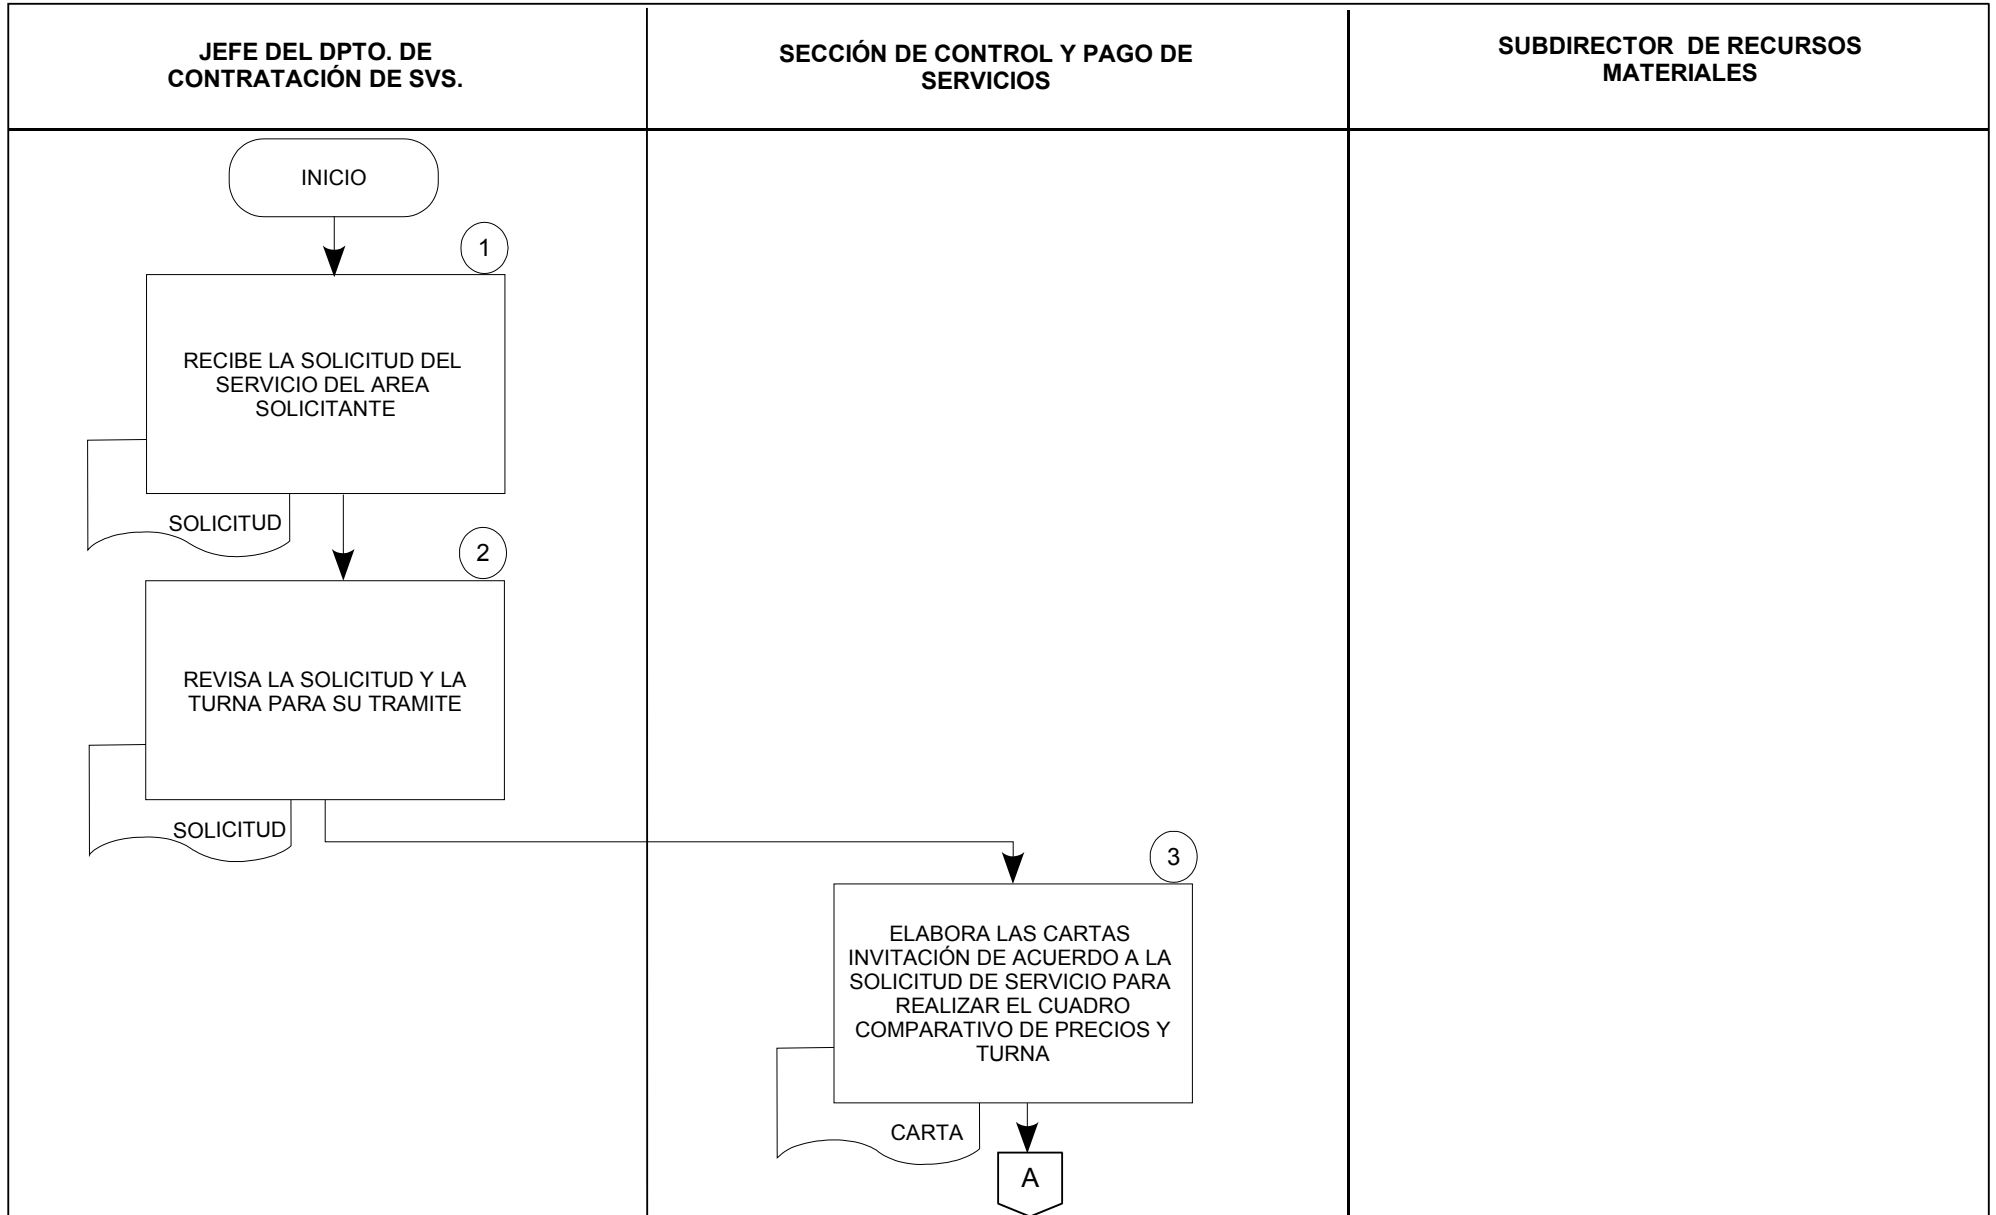 JEFE DEL DPTO. DE
CONTRATACIÓN DE SVS.
SECCIÓN DE CONTROL Y PAGO DE
SERVICIOS
SUBDIRECTOR DE RECURSOS
MATERIALES
INICIO
1
RECIBE LA SOLICITUD DEL
SERVICIO DEL AREA
SOLICITANTE
SOLICITUD
2
REVISA LA SOLICITUD Y LA
TURNA PARA SU TRAMITE
SOLICITUD
3
ELABORA LAS CARTAS
INVITACIÓN DE ACUERDO A LA
SOLICITUD DE SERVICIO PARA
REALIZAR EL CUADRO
COMPARATIVO DE PRECIOS Y
TURNA
CARTA
A